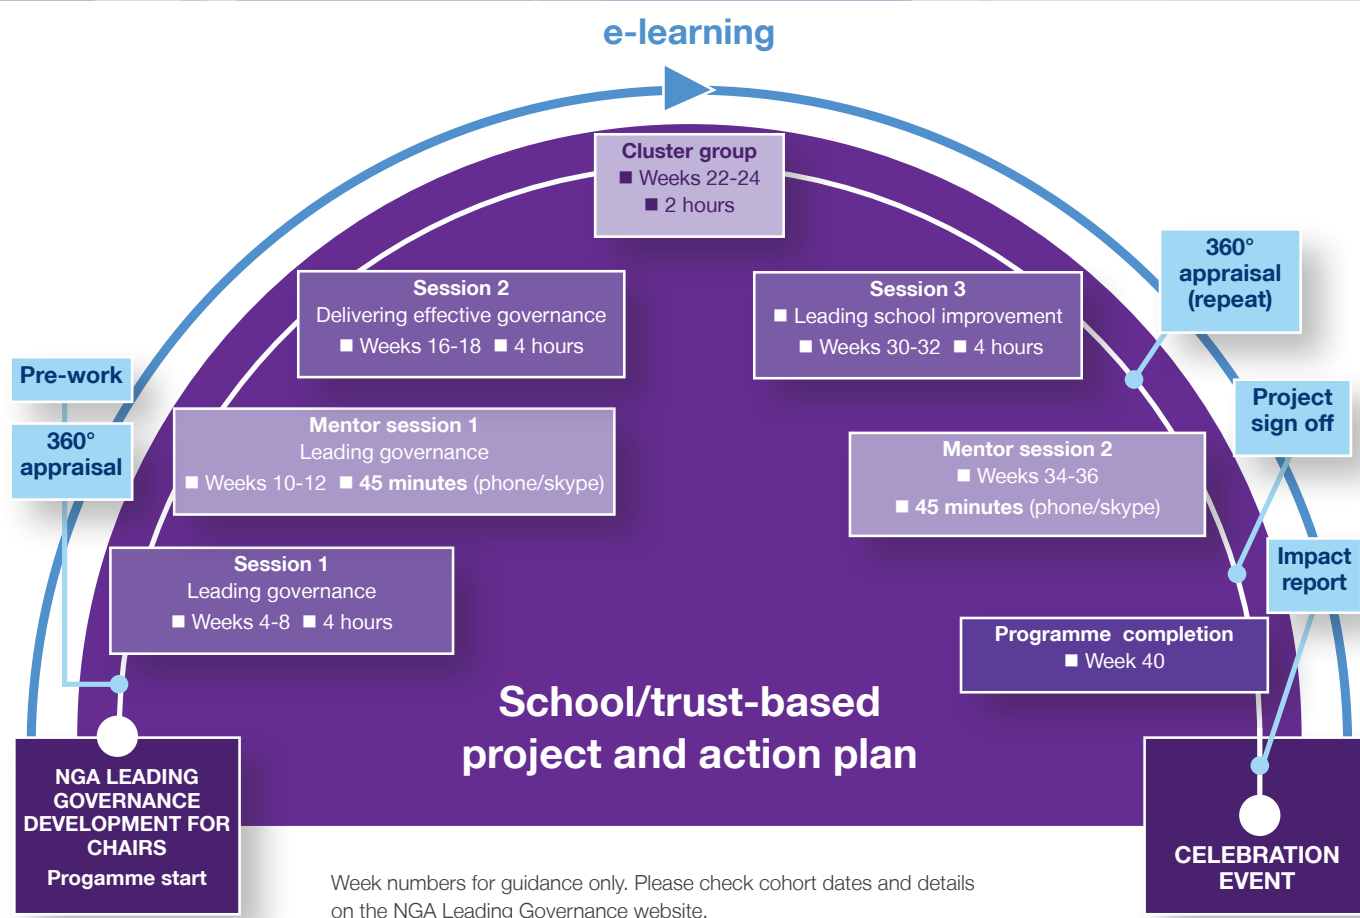 e-learning
Cluster group
■ Weeks 22-24
■ 2 hours
360°
appraisal
(repeat)
Session 2
Delivering effective governance
■ Weeks 16-18 ■ 4 hours
Session 3
■ Leading school improvement
■ Weeks 30-32 ■ 4 hours
Pre-work
360°
appraisal
Project
sign off
Mentor session 1
Leading governance
■ Weeks 10-12 ■ 45 minutes (phone/skype)
Mentor session 2
■ Weeks 34-36
■ 45 minutes (phone/skype)
Impact
report
Session 1
Leading governance
■ Weeks 4-8 ■ 4 hours
Programme completion
■ Week 40
School/trust-based
project and action plan
NGA LEADING
GOVERNANCE
DEVELOPMENT FOR
CHAIRS
Progamme start
CELEBRATION
EVENT
Week numbers for guidance only. Please check cohort dates and details
on the NGA Leading Governance website.